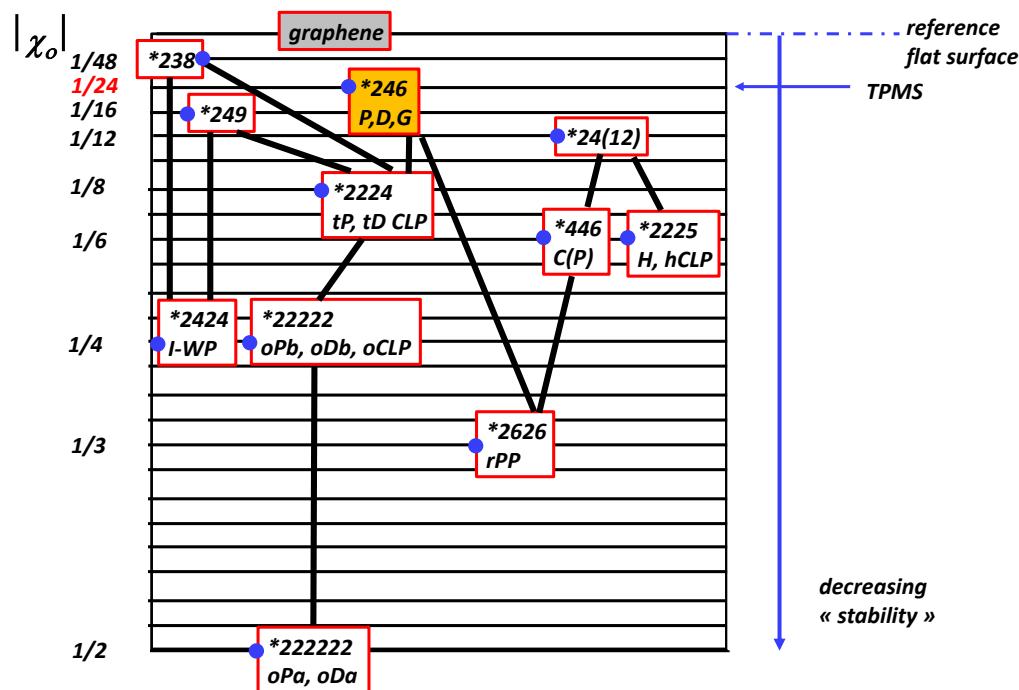 |χₒ|
graphene
reference
flat surface
1/48
*238
1/24
*246
P,D,G
TPMS
1/16
*249
1/12
*24(12)
1/8
*2224
tP, tD CLP
1/6
*446
C(P)
*2225
H, hCLP
*2424
I-WP
*22222
oPb, oDb, oCLP
1/4
*2626
rPP
1/3
decreasing
« stability »
1/2
*222222
oPa, oDa